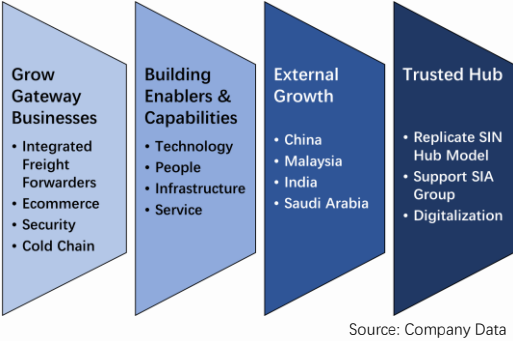 Grow
Gateway
Businesses
• Integrated
Freight
Forwarders
• Ecommerce
• Security
• Cold Chain
Building
Enablers &
Capabilities
• Technology
• People
• Infrastructure
• Service
External
Growth
• China
• Malaysia
• India
• Saudi Arabia
Trusted Hub
• Replicate SIN
Hub Model
• Support SIA
Group
• Digitalization
Source: Company Data